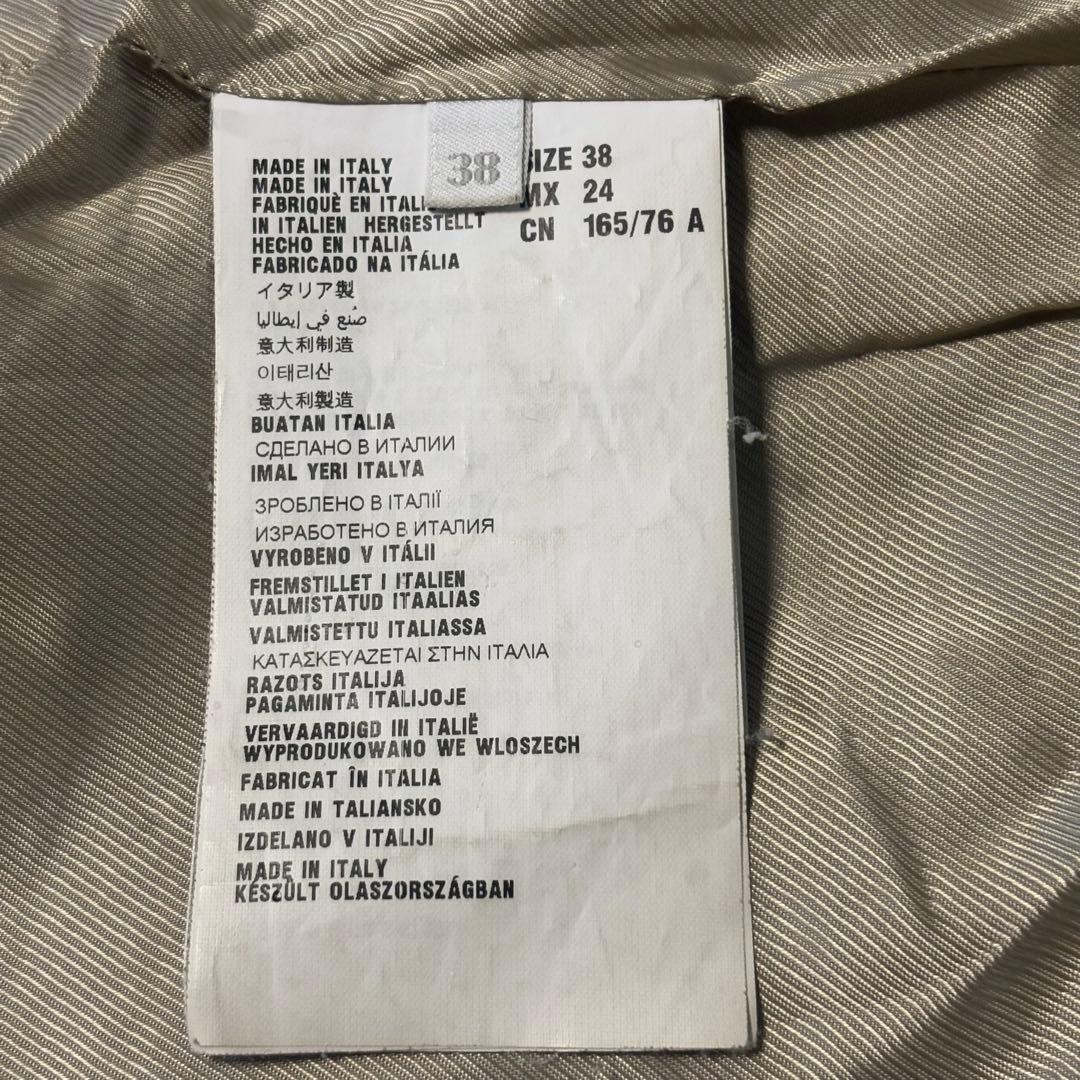 38
SIZE 38
MX 24
CN 165/76 A
MADE IN ITALY
MADE IN ITALY
FABRIQUÈ EN ITALI
IN ITALIEN HERGESTELLT
HECHO EN ITALIA
FABRICADO NA ITÁLIA
イタリア製
صُنع في إيطاليا
意大利制造
이태리산
意大利製造
BUATAN ITALIA
СДЕЛАНО В ИТАЛИИ
IMAL YERI ITALYA
ЗРОБЛЕНО В ІТАЛІЇ
ИЗРАБОТЕНО В ИТАЛИЯ
VYROBENO V ITÁLII
FREMSTILLET I ITALIEN
VALMISTATUD ITAALIAS
VALMISTETTU ITALIASSA
ΚΑΤΑΣΚΕΥΑΖΕΤΑΙ ΣΤΗΝ ΙΤΑΛΙΑ
RAZOTS ITALIJA
PAGAMINTA ITALIJOJE
VERVAARDIGD IN ITALIË
WYPRODUKOWANO WE WLOSZECH
FABRICAT ÎN ITALIA
MADE IN TALIANSKO
IZDELANO V ITALIJI
MADE IN ITALY
KÉSZÜLT OLASZORSZÁGBAN